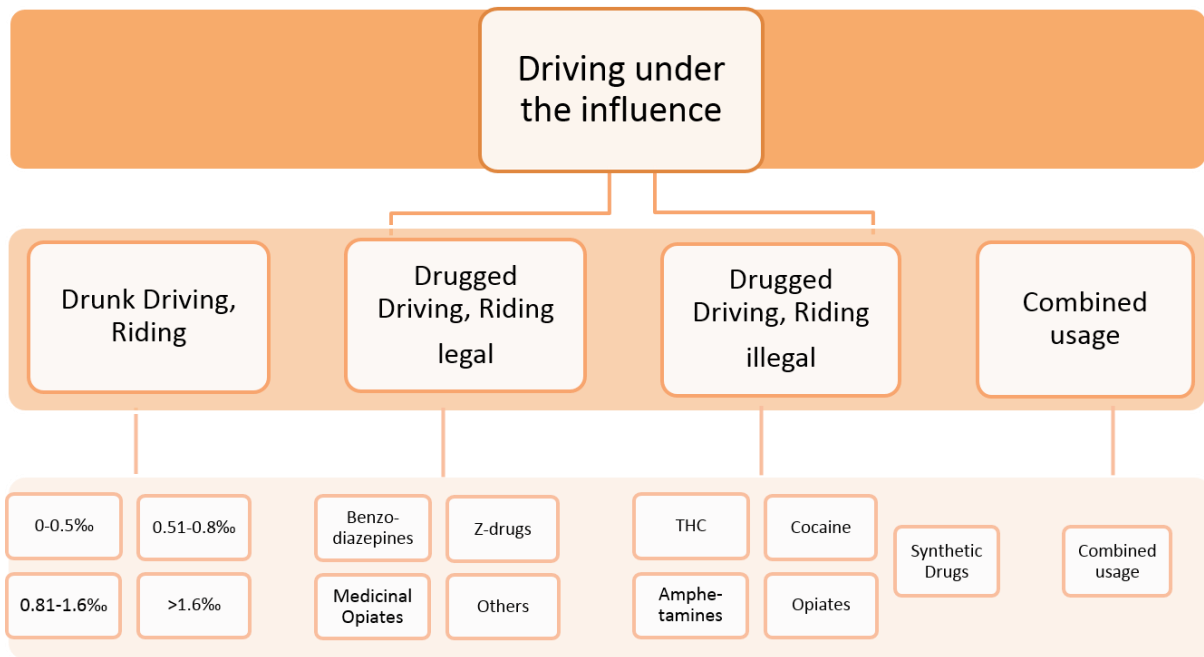 Driving under
the influence
Drunk Driving,
Riding
Drugged
Driving, Riding
legal
Drugged
Driving, Riding
illegal
Combined
usage
0-0.5‰
0.51-0.8‰
0.81-1.6‰
>1.6‰
Benzo-
diazepines
Z-drugs
Medicinal
Opiates
Others
THC
Cocaine
Amphe-
tamines
Opiates
Synthetic
Drugs
Combined
usage